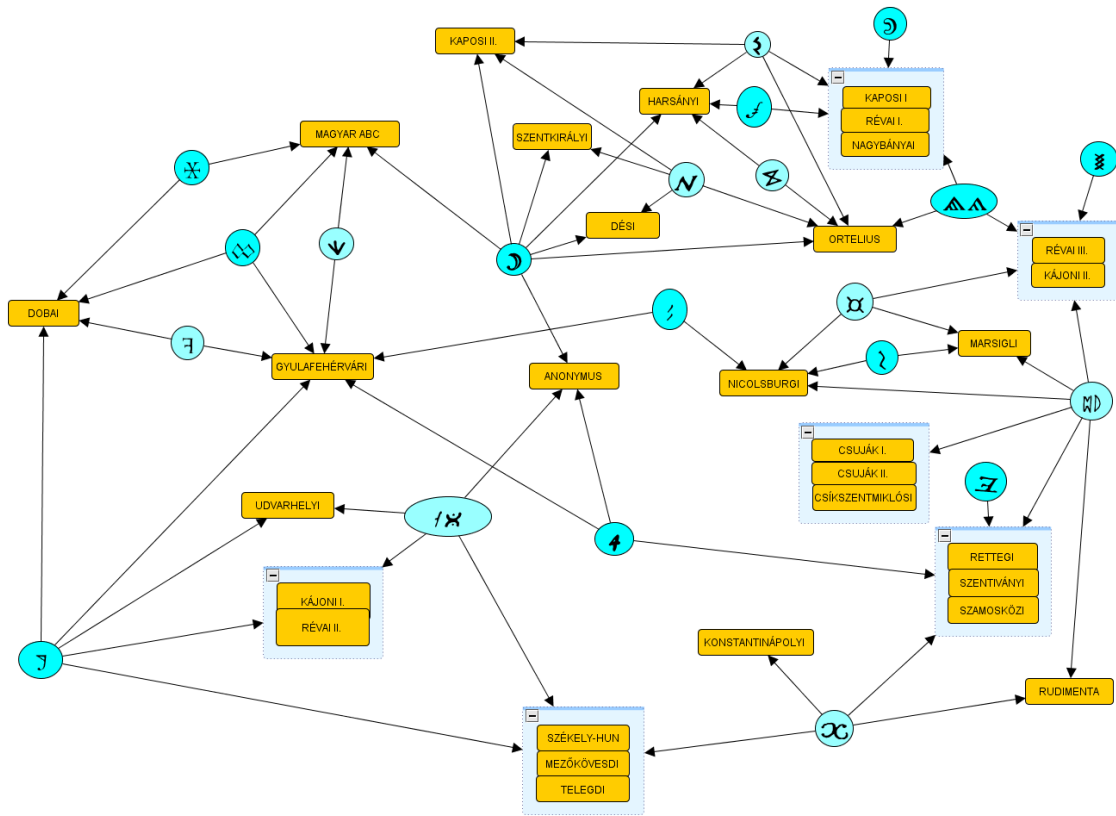 KAPOSI II.
HARSÁNYI
KAPOSI I
RÉVAI I.
NAGYBÁNYAI
MAGYAR ABC
SZENTKIRÁLYI
DÉSI
ORTELIUS
RÉVAI III.
KÁJONI II.
DOBAI
GYULAFEHÉRVÁRI
ANONYMUS
NICOLSBURGI
MARSIGLI
CSUJÁK I.
CSUJÁK II.
CSÍKSZENTMIKLÓSI
UDVARHELYI
RETTEGI
SZENTIVÁNYI
SZAMOSKÖZI
KÁJONI I.
RÉVAI II.
KONSTANTINÁPOLYI
RUDIMENTA
SZÉKELY-HUN
MEZŐKÖVESDI
TELEGDI